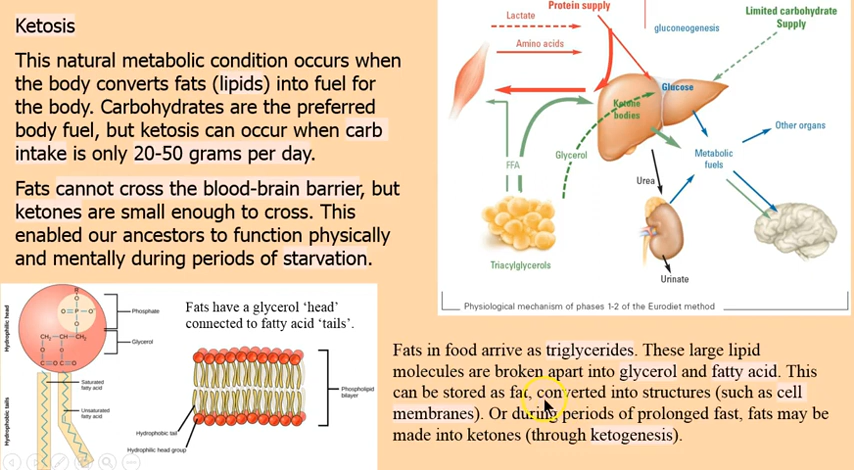 Ketosis
This natural metabolic condition occurs when
the body converts fats (lipids) into fuel for
the body. Carbohydrates are the preferred
body fuel, but ketosis can occur when carb
intake is only 20-50 grams per day.
Fats cannot cross the blood-brain barrier, but
ketones are small enough to cross. This
enabled our ancestors to function physically
and mentally during periods of starvation.
Protein supply
Lactate
Amino acids
gluconeogenesis
Limited carbohydrate
Supply
Glucose
Ketone
bodies
Other organs
Glycerol
Metabolic
fuels
FFA
Urea
Triacylglycerols
Urinate
Physiological mechanism of phases 1-2 of the Eurodiet method
Hydrophilic head
Hydrophobic tails
P
O
O=P–O⁻
O
CH₂–CH–CH₂
O O
C=O C=O
Phosphate
Glycerol
Saturated
fatty acid
Unsaturated
fatty acid
Fats have a glycerol ‘head’
connected to fatty acid ‘tails’.
Phospholipid
bilayer
Hydrophobic tail
Hydrophilic head group
Fats in food arrive as triglycerides. These large lipid
molecules are broken apart into glycerol and fatty acid. This
can be stored as fat, converted into structures (such as cell
membranes). Or during periods of prolonged fast, fats may be
made into ketones (through ketogenesis).